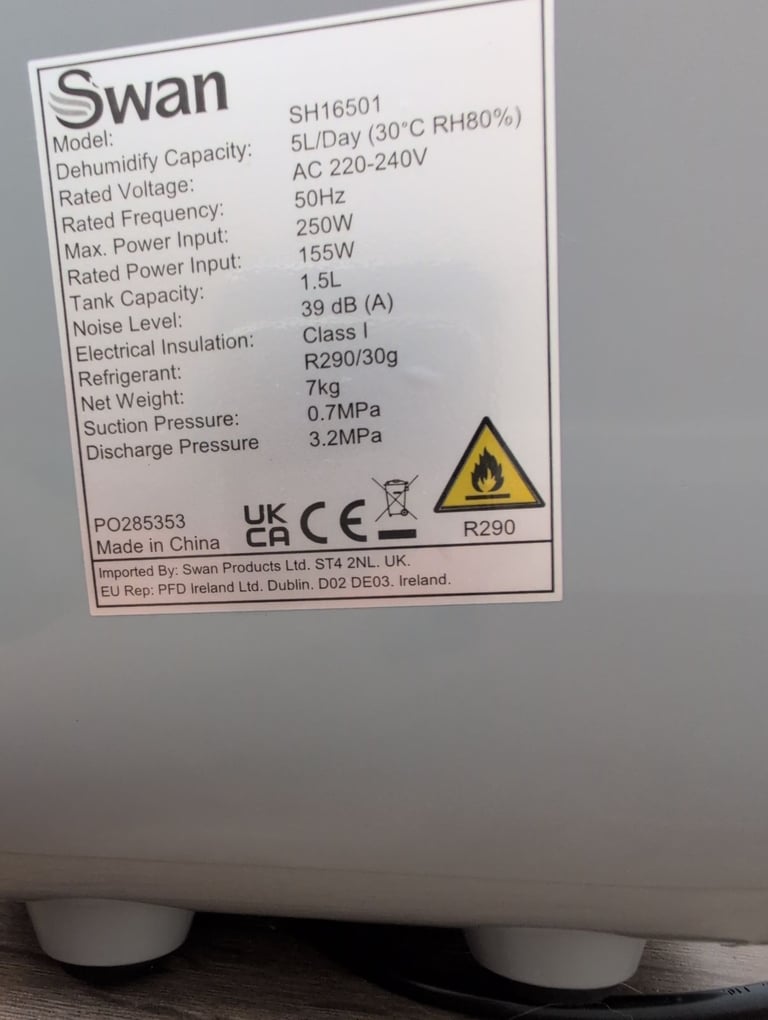 Swan
Model: SH16501
Dehumidify Capacity: 5L/Day (30°C RH80%)
Rated Voltage: AC 220-240V
Rated Frequency: 50Hz
Max. Power Input: 250W
Rated Power Input: 155W
Tank Capacity: 1.5L
Noise Level: 39 dB (A)
Electrical Insulation: Class I
Refrigerant: R290/30g
Net Weight: 7kg
Suction Pressure: 0.7MPa
Discharge Pressure 3.2MPa
PO285353
Made in China
UK
CA
CE
R290
Imported By: Swan Products Ltd. ST4 2NL. UK.
EU Rep: PFD Ireland Ltd. Dublin. D02 DE03. Ireland.